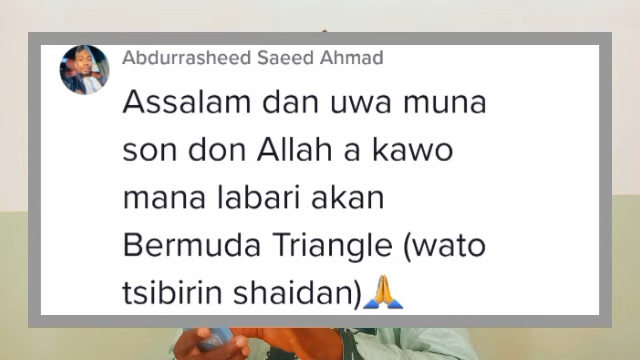 Abdurrasheed Saeed Ahmad
Assalam dan uwa muna
son don Allah a kawo
mana labari akan
Bermuda Triangle (wato
tsibirin shaidan)🙏